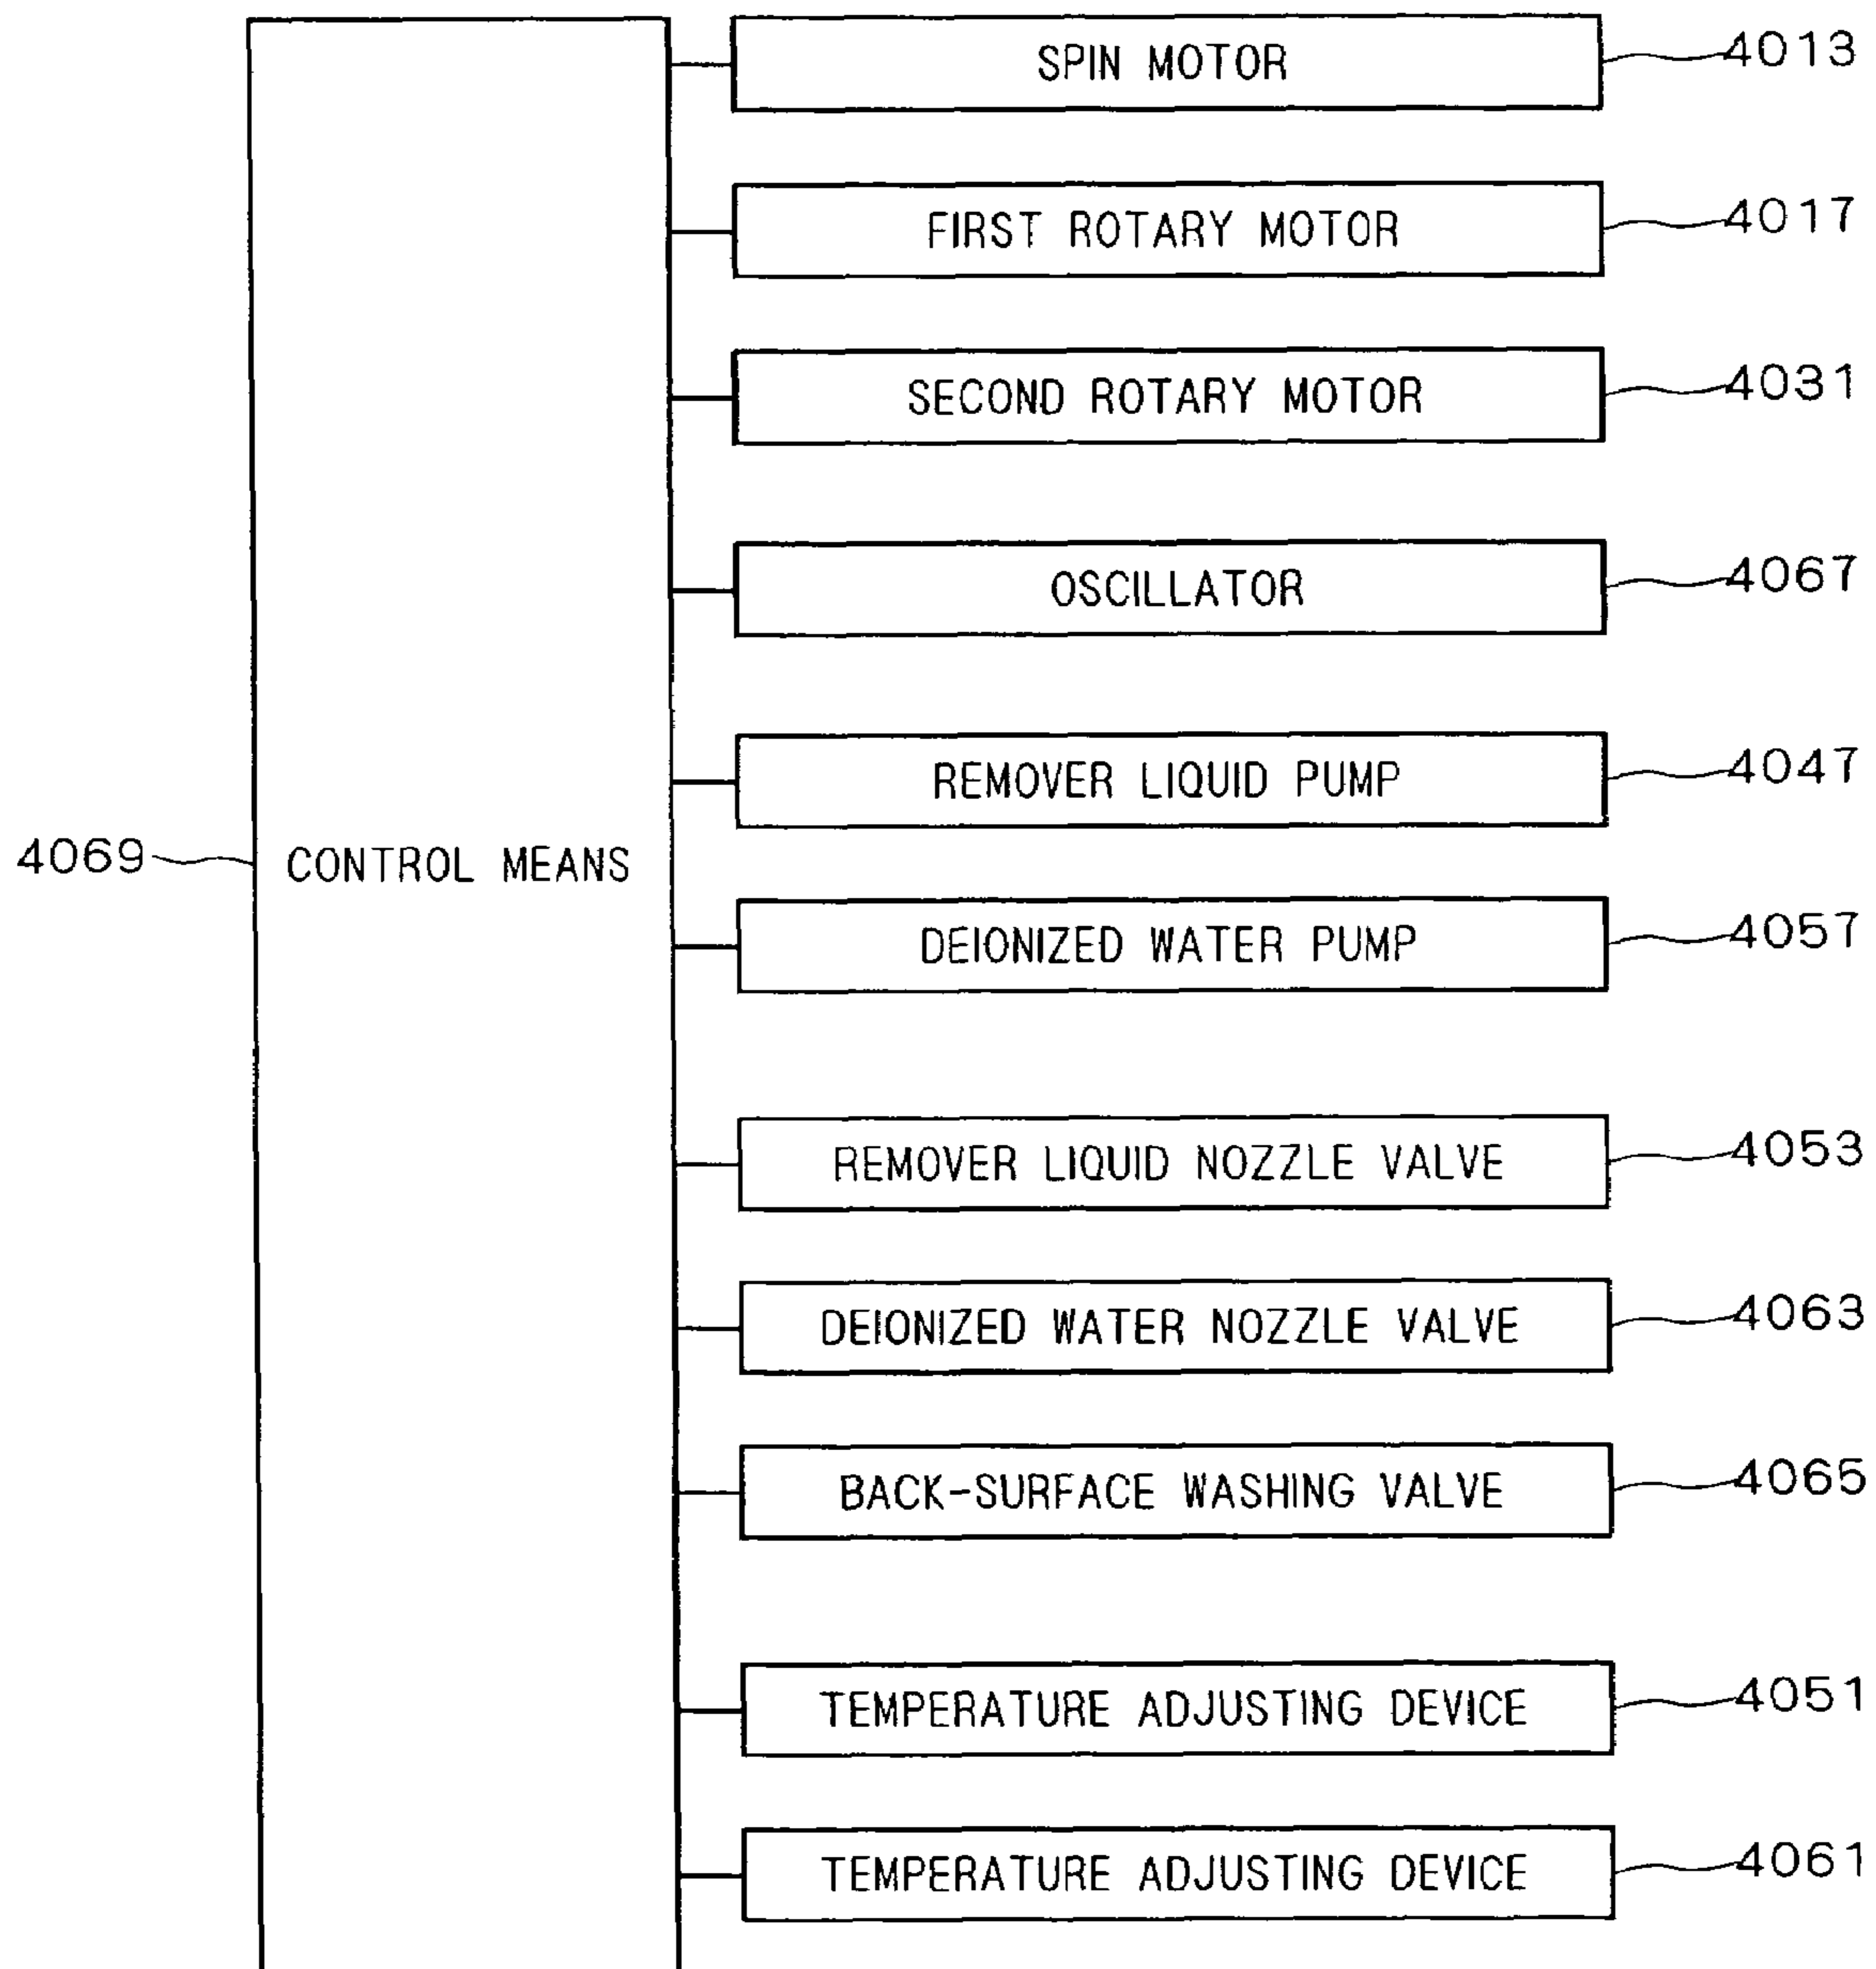 SPIN MOTOR 4013
FIRST ROTARY MOTOR 4017
SECOND ROTARY MOTOR 4031
OSCILLATOR 4067
REMOVER LIQUID PUMP 4047
4069 CONTROL MEANS
DEIONIZED WATER PUMP 4057
REMOVER LIQUID NOZZLE VALVE 4053
DEIONIZED WATER NOZZLE VALVE 4063
BACK-SURFACE WASHING VALVE 4065
TEMPERATURE ADJUSTING DEVICE 4051
TEMPERATURE ADJUSTING DEVICE 4061